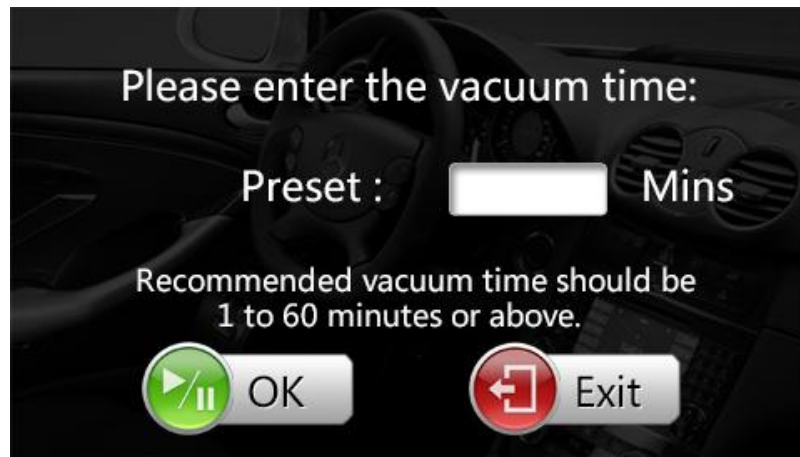 Please enter the vacuum time:
Preset : Mins
Recommended vacuum time should be
1 to 60 minutes or above.
OK Exit